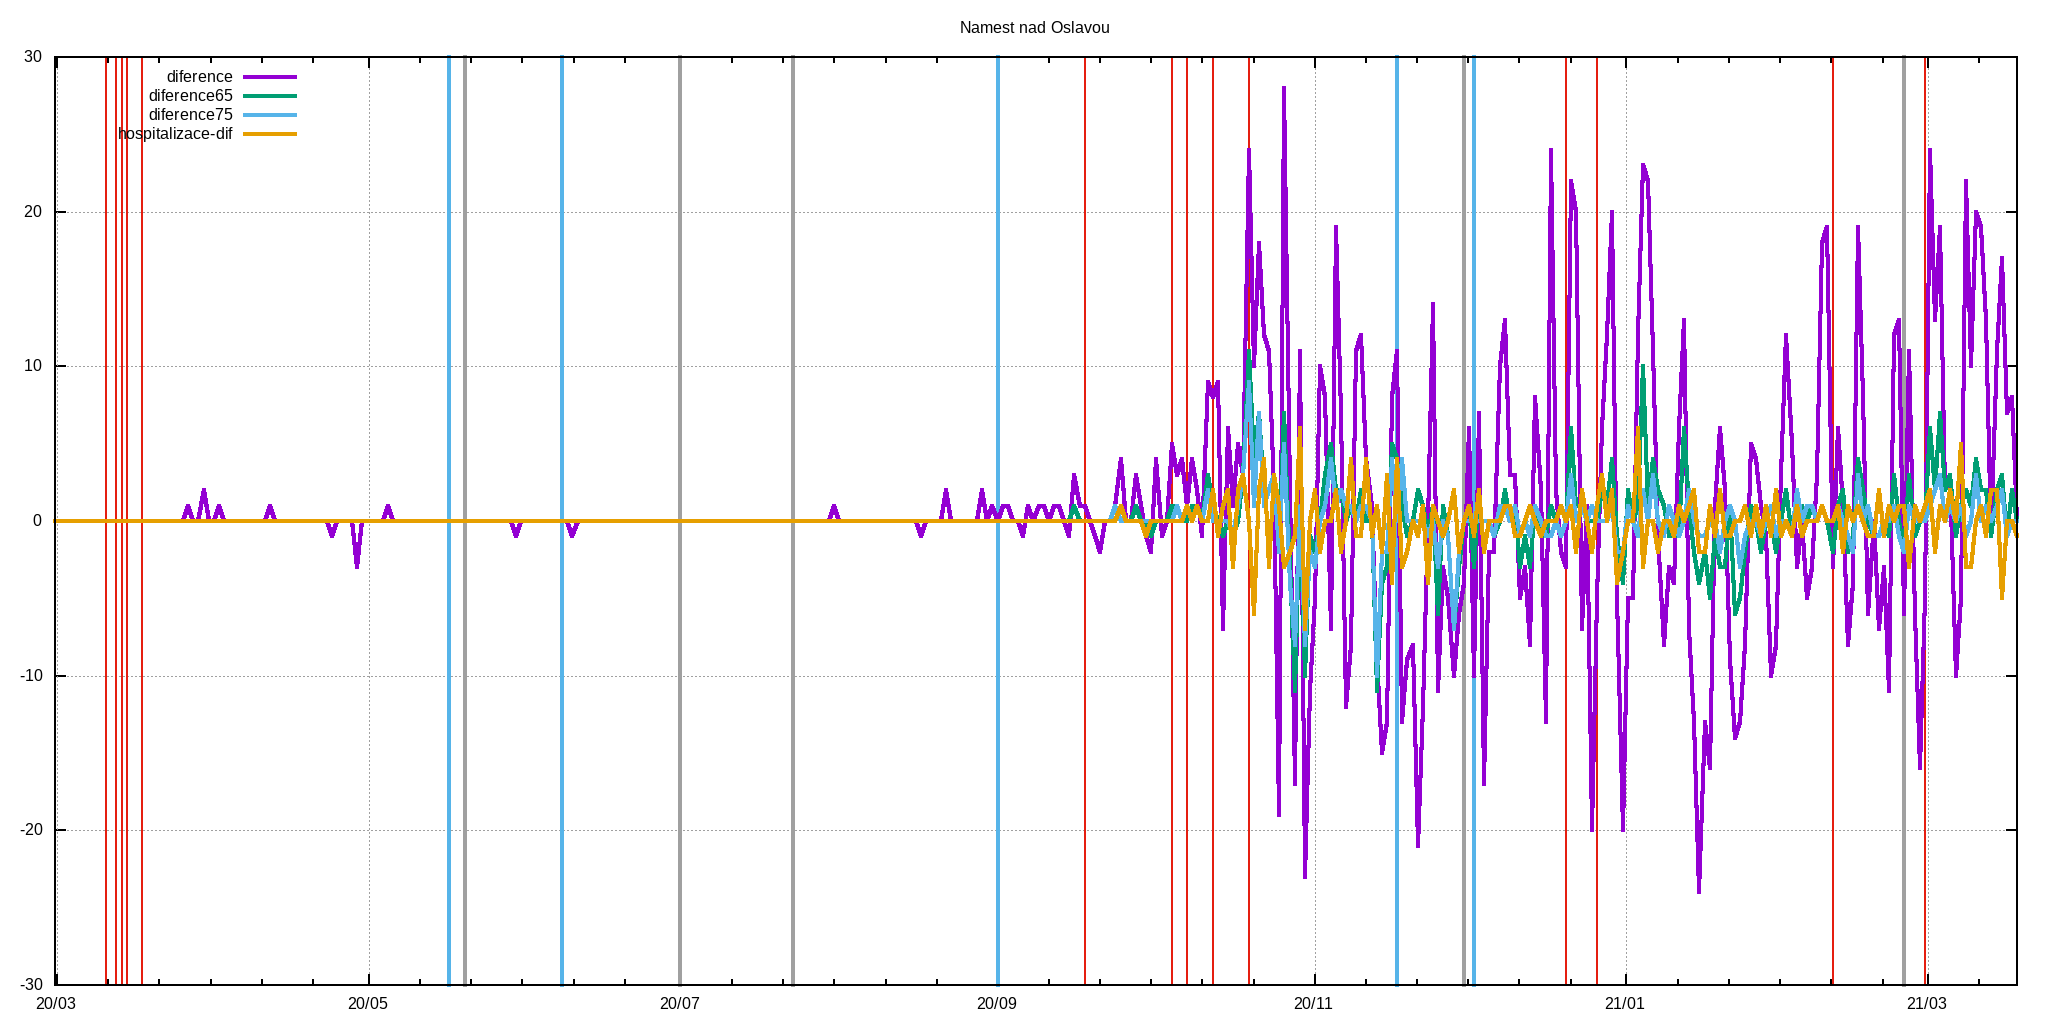 Namest nad Oslavou
30
diference
diference65
diference75
hospitalizace-dif
20
10
0
-10
-20
-30
20/03 20/05 20/07 20/09 20/11 21/01 21/03